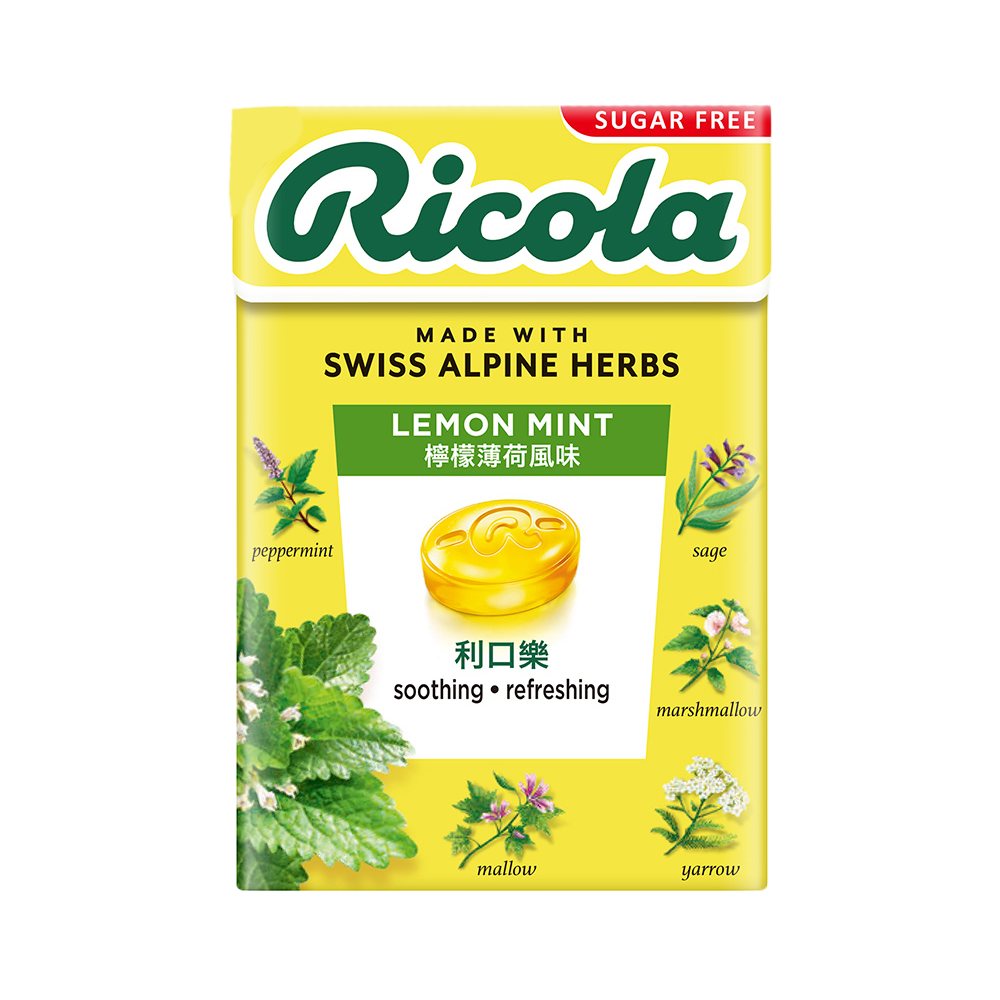 SUGAR FREE
Ricola
MADE WITH
SWISS ALPINE HERBS
LEMON MINT
檸檬薄荷風味
peppermint
sage
利口樂
soothing • refreshing
marshmallow
mallow
yarrow